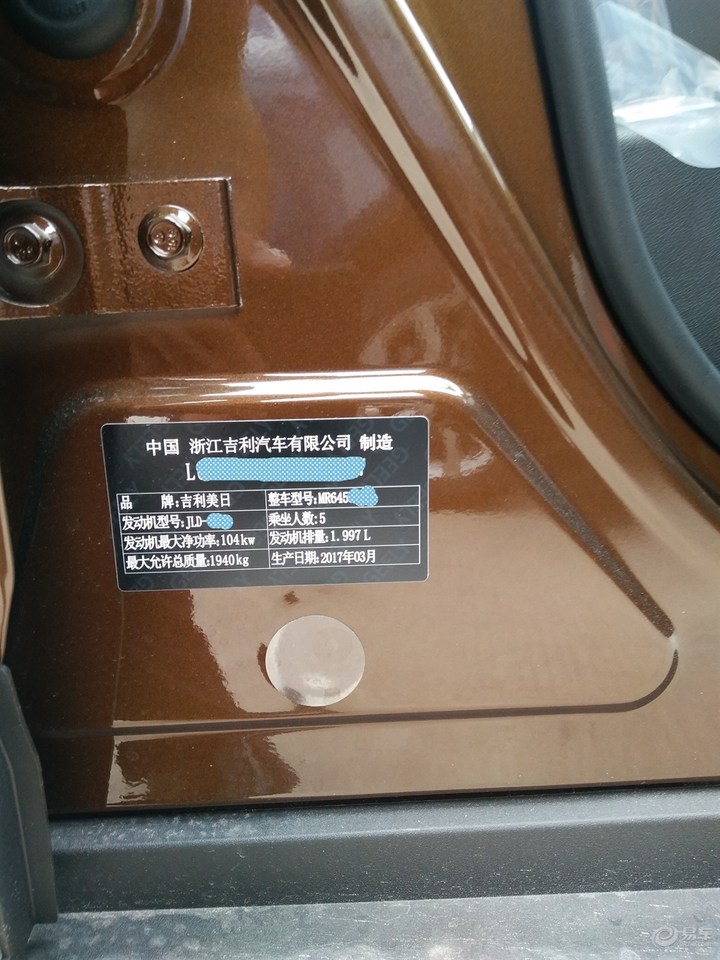 中国 浙江吉利汽车有限公司 制造
L
品 牌:吉利美日 整车型号:MR645
发动机型号:JLD- 乘坐人数:5
发动机最大净功率:104kw 发动机排量:1.997L
最大允许总质量:1940kg 生产日期:2017年03月
易车